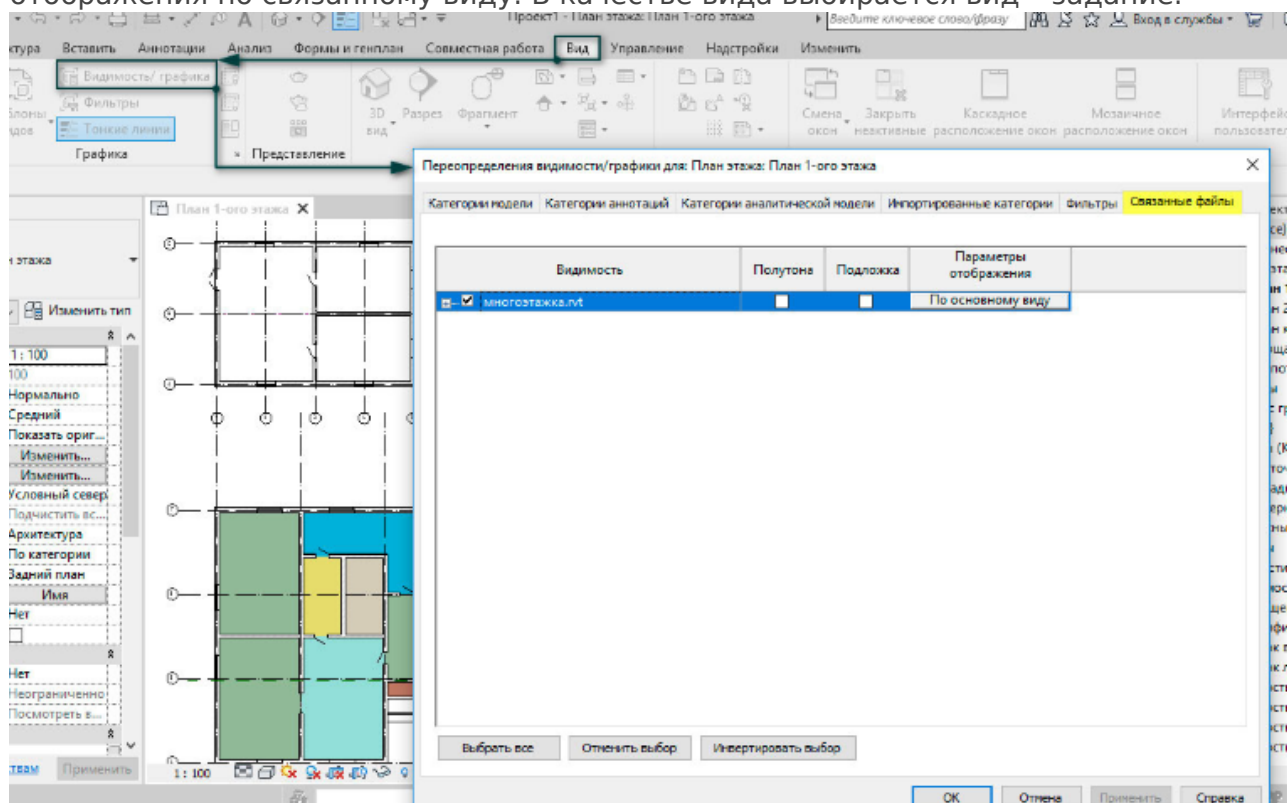 отображения по связанному виду. В качестве вида выбирается вид – задание.
Проект1 - План этажа: План 1-ого этажа
Введите ключевое слово/фразу
Вход в службы
Вставить Аннотации Анализ Формы и генплан Совместная работа Вид Управление Надстройки Изменить
Видимость/ графика
Фильтры
Тонкие линии
3D вид
Разрез
Фрагмент
Смена окон
Закрыть неактивные
Каскадное расположение окон
Мозаичное расположение окон
Графика
Представление
Переопределения видимости/графики для: План этажа: План 1-ого этажа
Категории модели Категории аннотаций Категории аналитической модели Импортированные категории Фильтры Связанные файлы
Видимость Полутона Подложка Параметры отображения
многоэтажка.rvt По основному виду
План 1-ого этажа
этажа
Изменить тип
1 : 100
100
Нормально
Средний
Показать ориг...
Изменить...
Изменить...
Условный север
Подчистить вс...
Архитектура
По категории
Задний план
Имя
Нет
Нет
Неограниченно
Посмотреть в...
Применить
1 : 100
Выбрать все Отменить выбор Инвертировать выбор
OK Отмена Применить Справка